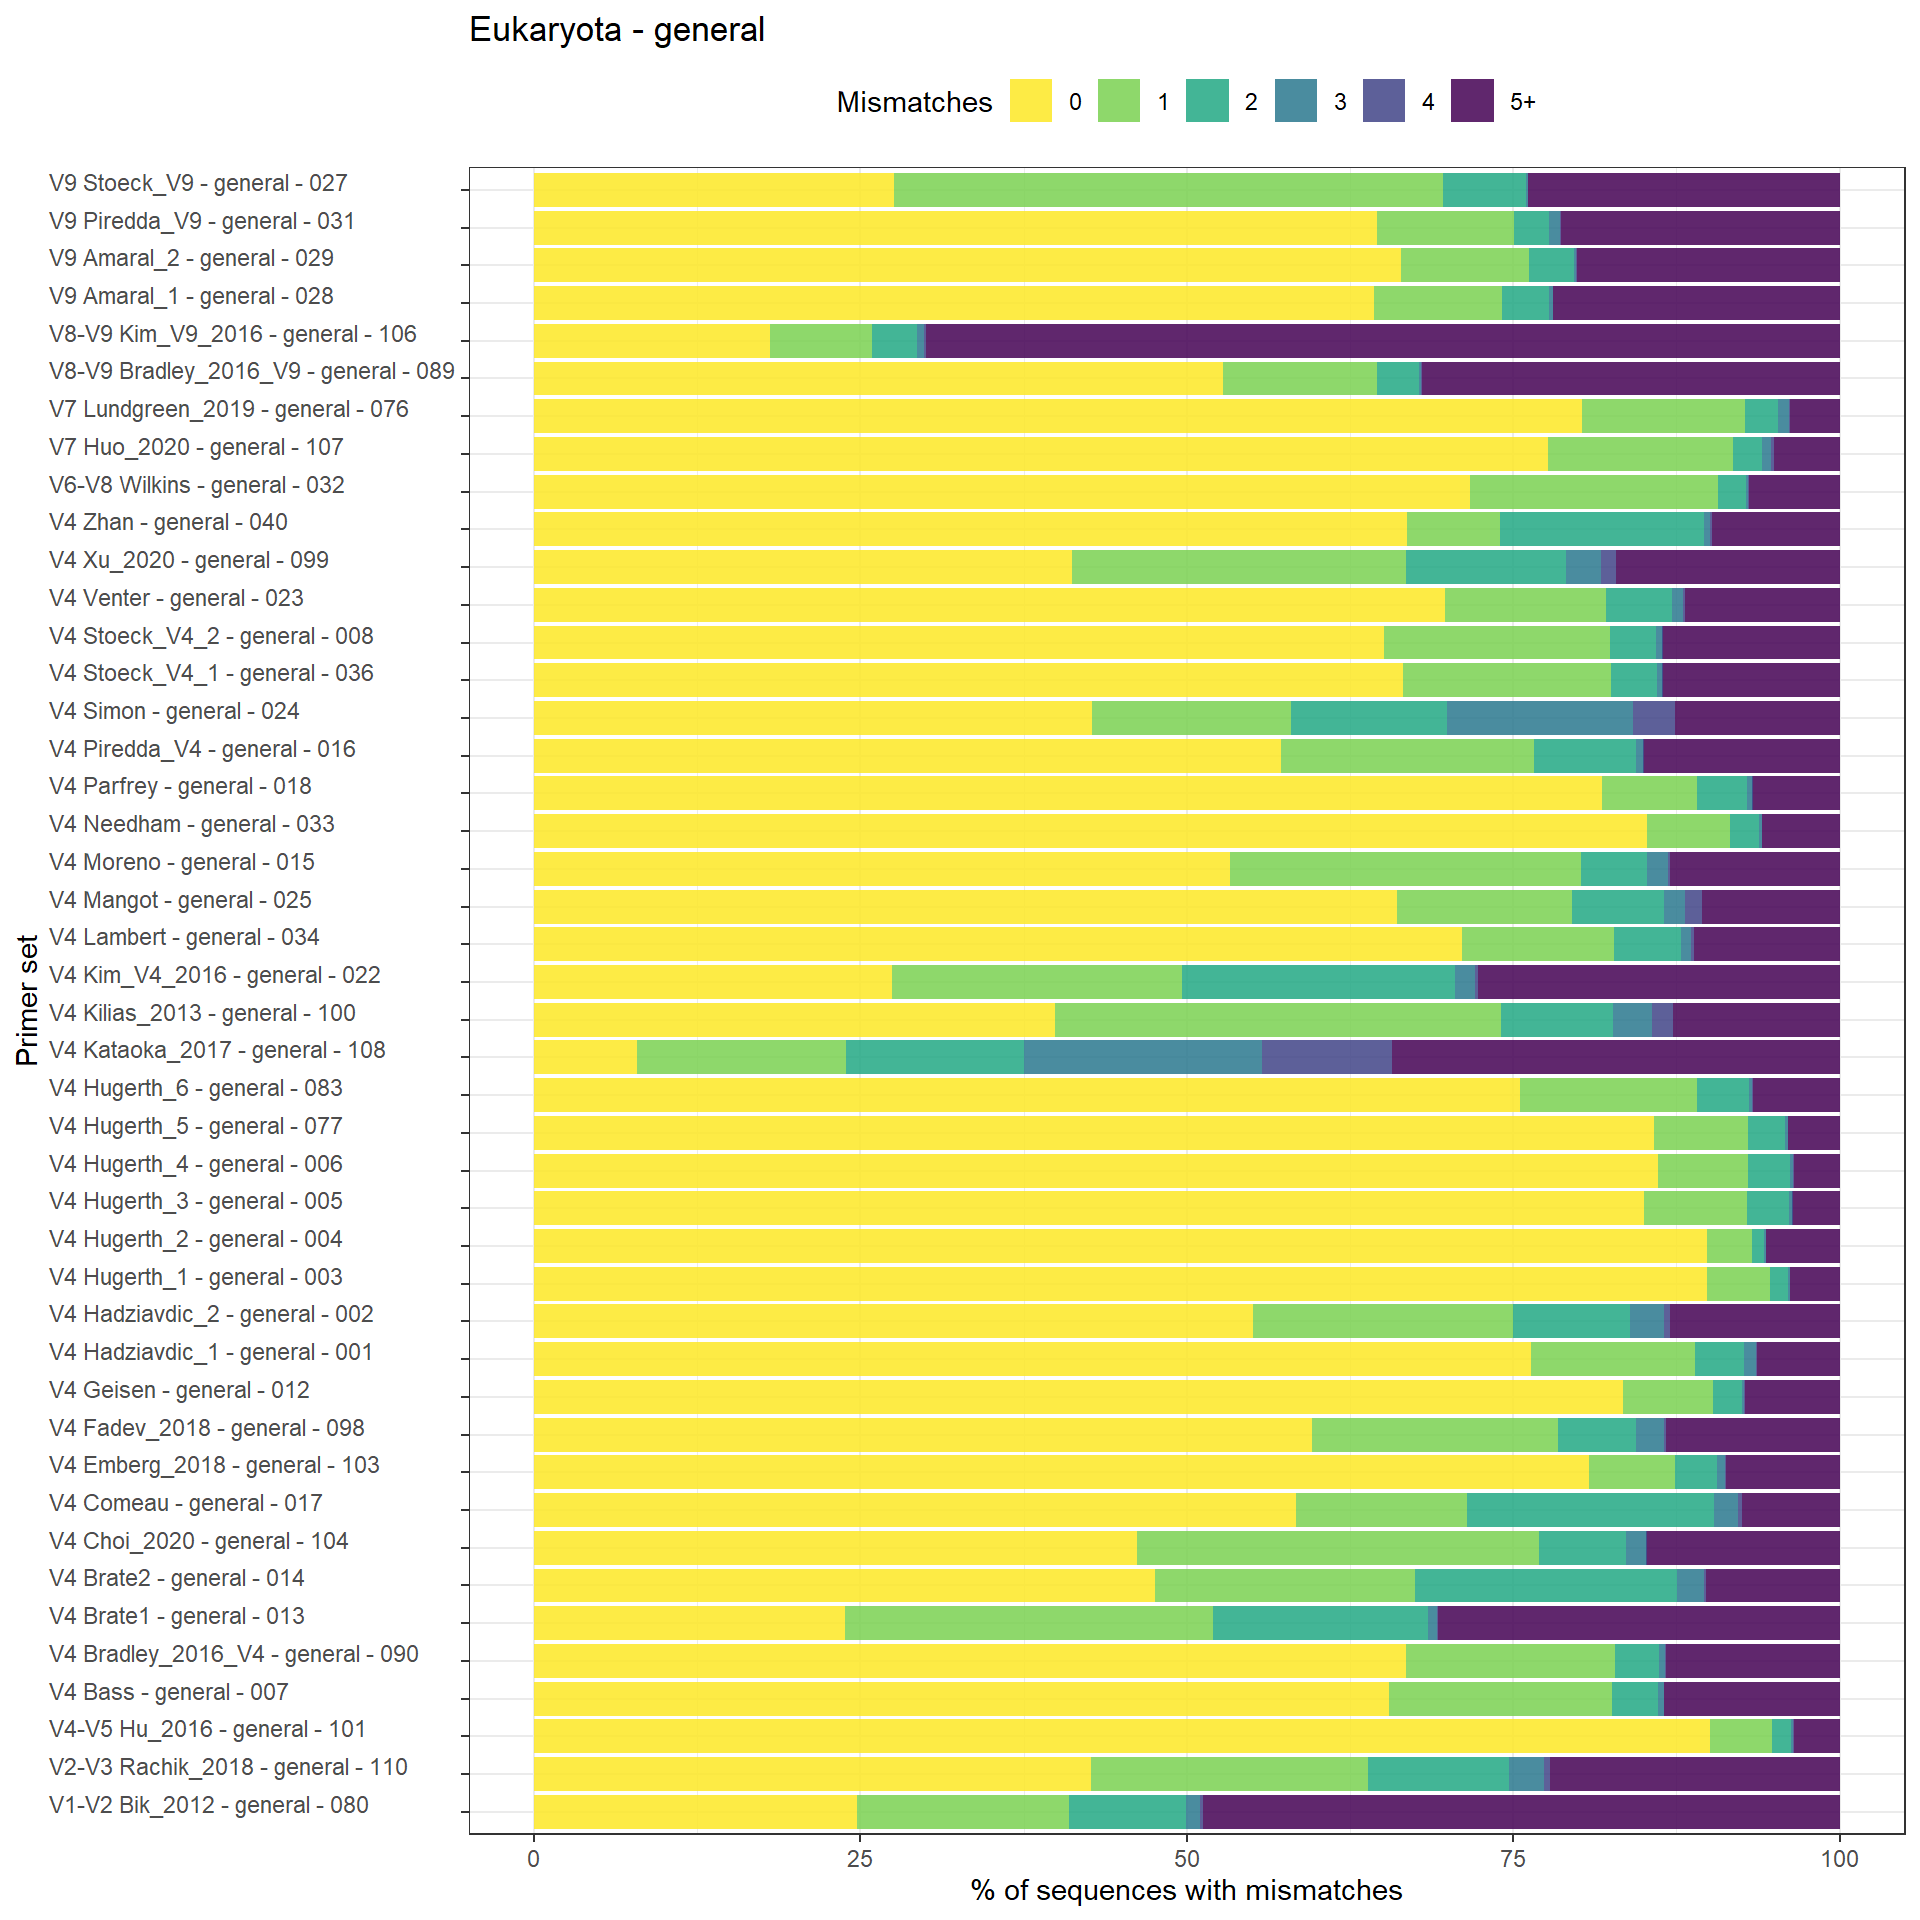 Eukaryota - general
Mismatches 0 1 2 3 4 5+
V9 Stoeck_V9 - general - 027
V9 Piredda_V9 - general - 031
V9 Amaral_2 - general - 029
V9 Amaral_1 - general - 028
V8-V9 Kim_V9_2016 - general - 106
V8-V9 Bradley_2016_V9 - general - 089
V7 Lundgreen_2019 - general - 076
V7 Huo_2020 - general - 107
V6-V8 Wilkins - general - 032
V4 Zhan - general - 040
V4 Xu_2020 - general - 099
V4 Venter - general - 023
V4 Stoeck_V4_2 - general - 008
V4 Stoeck_V4_1 - general - 036
V4 Simon - general - 024
V4 Piredda_V4 - general - 016
V4 Parfrey - general - 018
V4 Needham - general - 033
V4 Moreno - general - 015
V4 Mangot - general - 025
V4 Lambert - general - 034
V4 Kim_V4_2016 - general - 022
V4 Kilias_2013 - general - 100
V4 Kataoka_2017 - general - 108
V4 Hugerth_6 - general - 083
V4 Hugerth_5 - general - 077
V4 Hugerth_4 - general - 006
V4 Hugerth_3 - general - 005
V4 Hugerth_2 - general - 004
V4 Hugerth_1 - general - 003
V4 Hadziavdic_2 - general - 002
V4 Hadziavdic_1 - general - 001
V4 Geisen - general - 012
V4 Fadev_2018 - general - 098
V4 Emberg_2018 - general - 103
V4 Comeau - general - 017
V4 Choi_2020 - general - 104
V4 Brate2 - general - 014
V4 Brate1 - general - 013
V4 Bradley_2016_V4 - general - 090
V4 Bass - general - 007
V4-V5 Hu_2016 - general - 101
V2-V3 Rachik_2018 - general - 110
V1-V2 Bik_2012 - general - 080
Primer set
0 25 50 75 100
% of sequences with mismatches